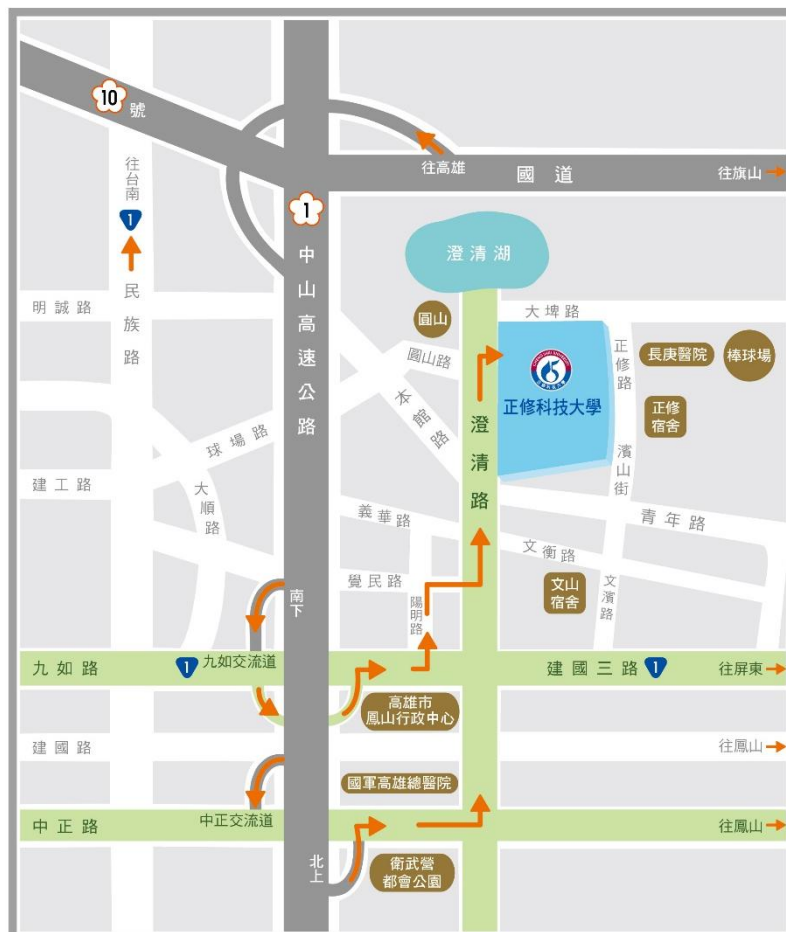 10
號
往高雄
國道
往旗山
往台南
1
1
中山高速公路
澄清湖
明誠路
民族路
圓山
大埤路
圓山路
正修路
長庚醫院
棒球場
正修科技大學
本館路
澄清路
正修
宿舍
球場路
濱山街
建工路
大順路
義華路
青年路
文衡路
覺民路
文山
宿舍
文濱路
南下
陽明路
九如路
1
九如交流道
建國三路
1
往屏東
高雄市
鳳山行政中心
建國路
往鳳山
國軍高雄總醫院
中正路
中正交流道
往鳳山
北上
衛武營
都會公園